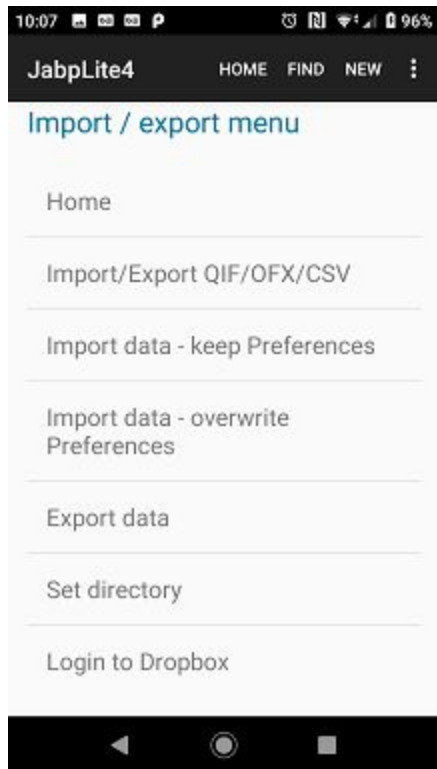 10:07 96%
JabpLite4 HOME FIND NEW
Import / export menu
Home
Import/Export QIF/OFX/CSV
Import data - keep Preferences
Import data - overwrite
Preferences
Export data
Set directory
Login to Dropbox